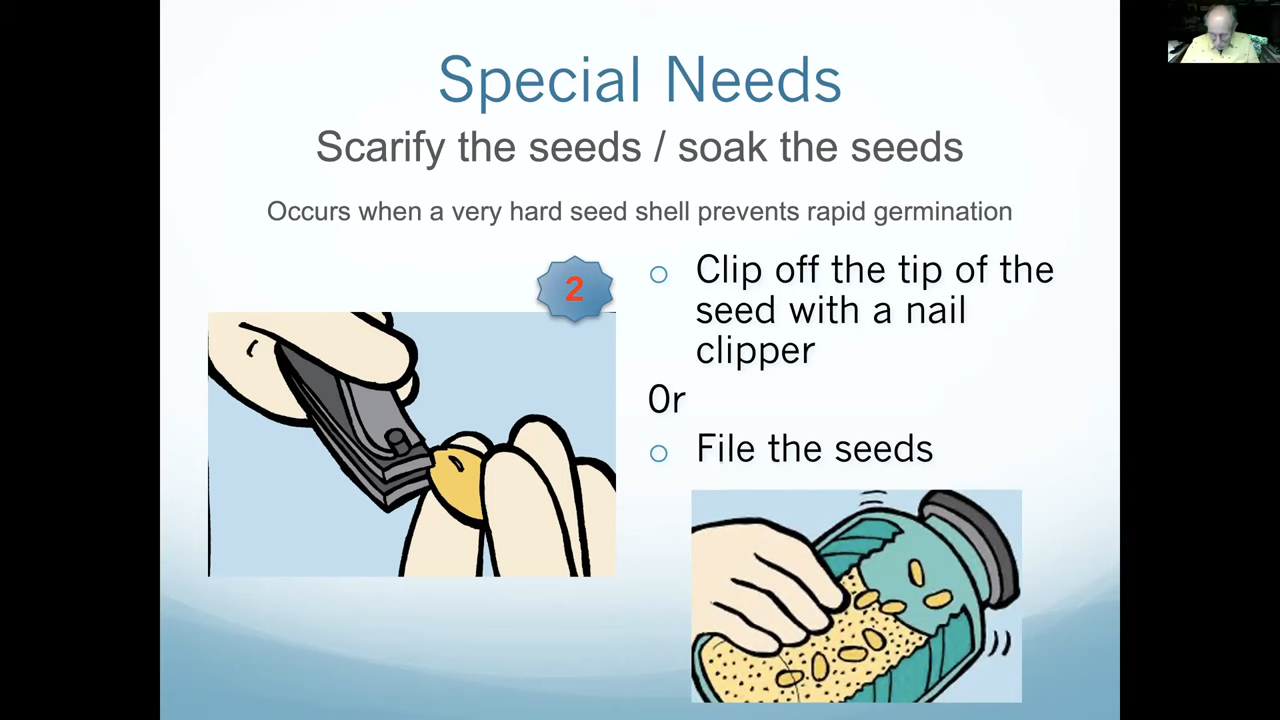 Special Needs
Scarify the seeds / soak the seeds
Occurs when a very hard seed shell prevents rapid germination
2
Clip off the tip of the
seed with a nail
clipper
Or
File the seeds